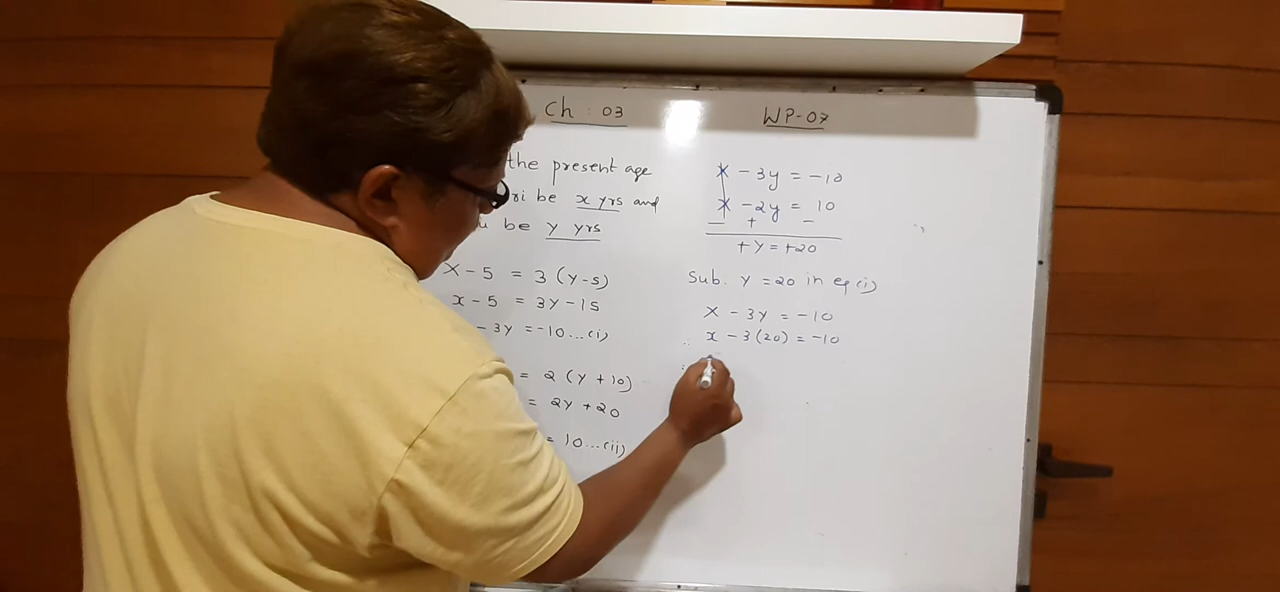 Ch : 03
WP-07
the present age
ri be x yrs and
be y yrs
x - 5 = 3 (y-5)
x - 5 = 3y - 15
- 3y = -10 ...(i)
= 2 (y + 10)
= 2y + 20
= 10 ...(ii)
x - 3y = -10
x - 2y = 10
- + -
+ y = +20
Sub. y = 20 in eq (i)
x - 3y = -10
∴ x - 3(20) = -10